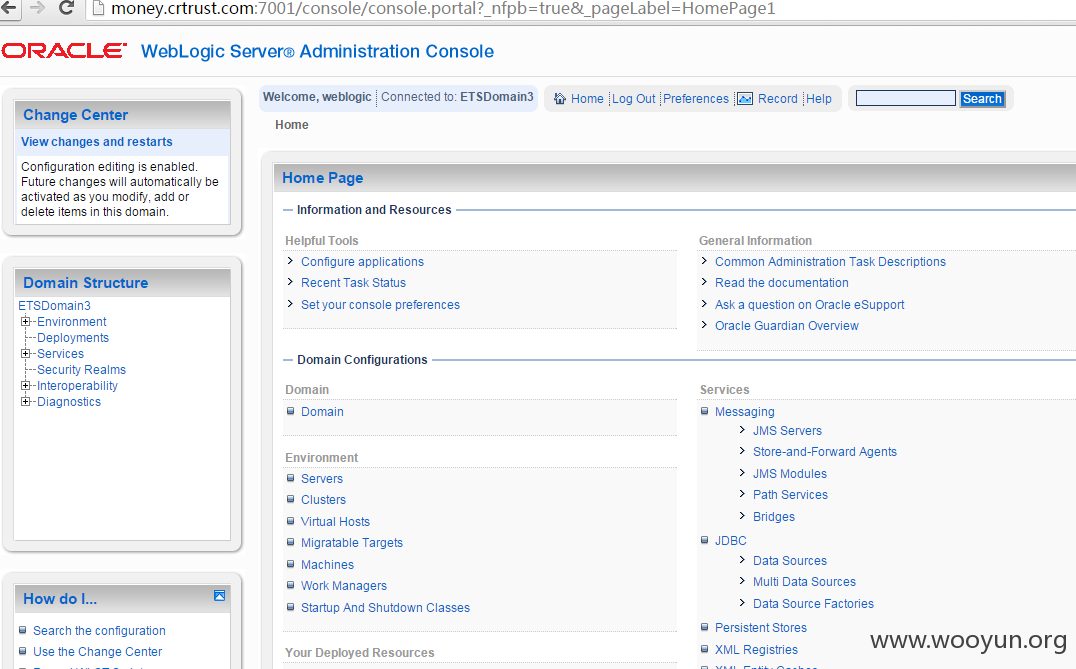 money.crtrust.com:7001/console/console.portal?_nfpb=true&_pageLabel=HomePage1
ORACLE® WebLogic Server® Administration Console
Change Center
View changes and restarts
Configuration editing is enabled.
Future changes will automatically be
activated as you modify, add or
delete items in this domain.
Domain Structure
ETSDomain3
Environment
Deployments
Services
Security Realms
Interoperability
Diagnostics
How do I...
Search the configuration
Use the Change Center
Welcome, weblogic Connected to: ETSDomain3
Home Log Out Preferences Record Help
Search
Home
Home Page
Information and Resources
Helpful Tools
Configure applications
Recent Task Status
Set your console preferences
General Information
Common Administration Task Descriptions
Read the documentation
Ask a question on Oracle eSupport
Oracle Guardian Overview
Domain Configurations
Domain
Domain
Environment
Servers
Clusters
Virtual Hosts
Migratable Targets
Machines
Work Managers
Startup And Shutdown Classes
Your Deployed Resources
Services
Messaging
JMS Servers
Store-and-Forward Agents
JMS Modules
Path Services
Bridges
JDBC
Data Sources
Multi Data Sources
Data Source Factories
Persistent Stores
XML Registries
XML Entity Caches
www.wooyun.org